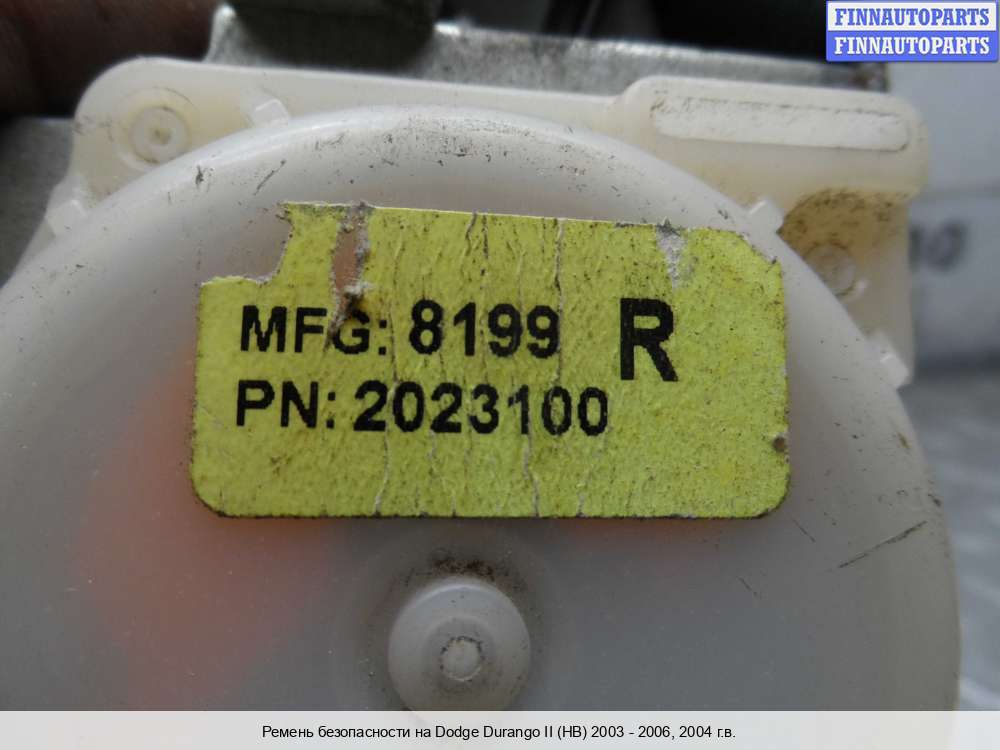 FINNAUTOPARTS
FINNAUTOPARTS
MFG: 8199 R
PN: 2023100
Ремень безопасности на Dodge Durango II (HB) 2003 - 2006, 2004 г.в.